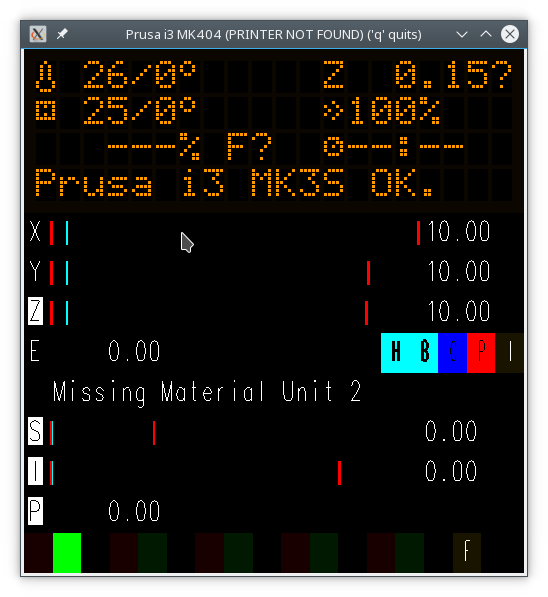 Prusa i3 MK404 (PRINTER NOT FOUND) ('q' quits)
26/0° Z 0.15?
25/0° 100%
---% F? --:--
Prusa i3 MK3S OK.
X 10.00
Y 10.00
Z 10.00
E 0.00 H B C P I
Missing Material Unit 2
S 0.00
I 0.00
P 0.00
F